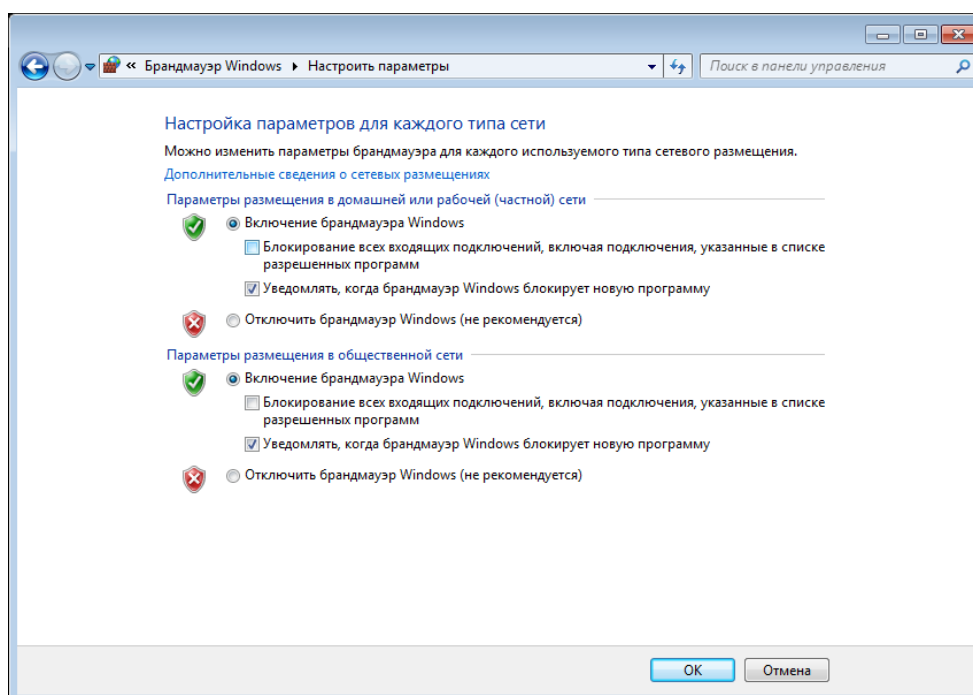 « Брандмауэр Windows ▸ Настроить параметры
Поиск в панели управления
Настройка параметров для каждого типа сети
Можно изменить параметры брандмауэра для каждого используемого типа сетевого размещения.
Дополнительные сведения о сетевых размещениях
Параметры размещения в домашней или рабочей (частной) сети
Включение брандмауэра Windows
Блокирование всех входящих подключений, включая подключения, указанные в списке
разрешенных программ
Уведомлять, когда брандмауэр Windows блокирует новую программу
Отключить брандмауэр Windows (не рекомендуется)
Параметры размещения в общественной сети
Включение брандмауэра Windows
Блокирование всех входящих подключений, включая подключения, указанные в списке
разрешенных программ
Уведомлять, когда брандмауэр Windows блокирует новую программу
Отключить брандмауэр Windows (не рекомендуется)
OK
Отмена